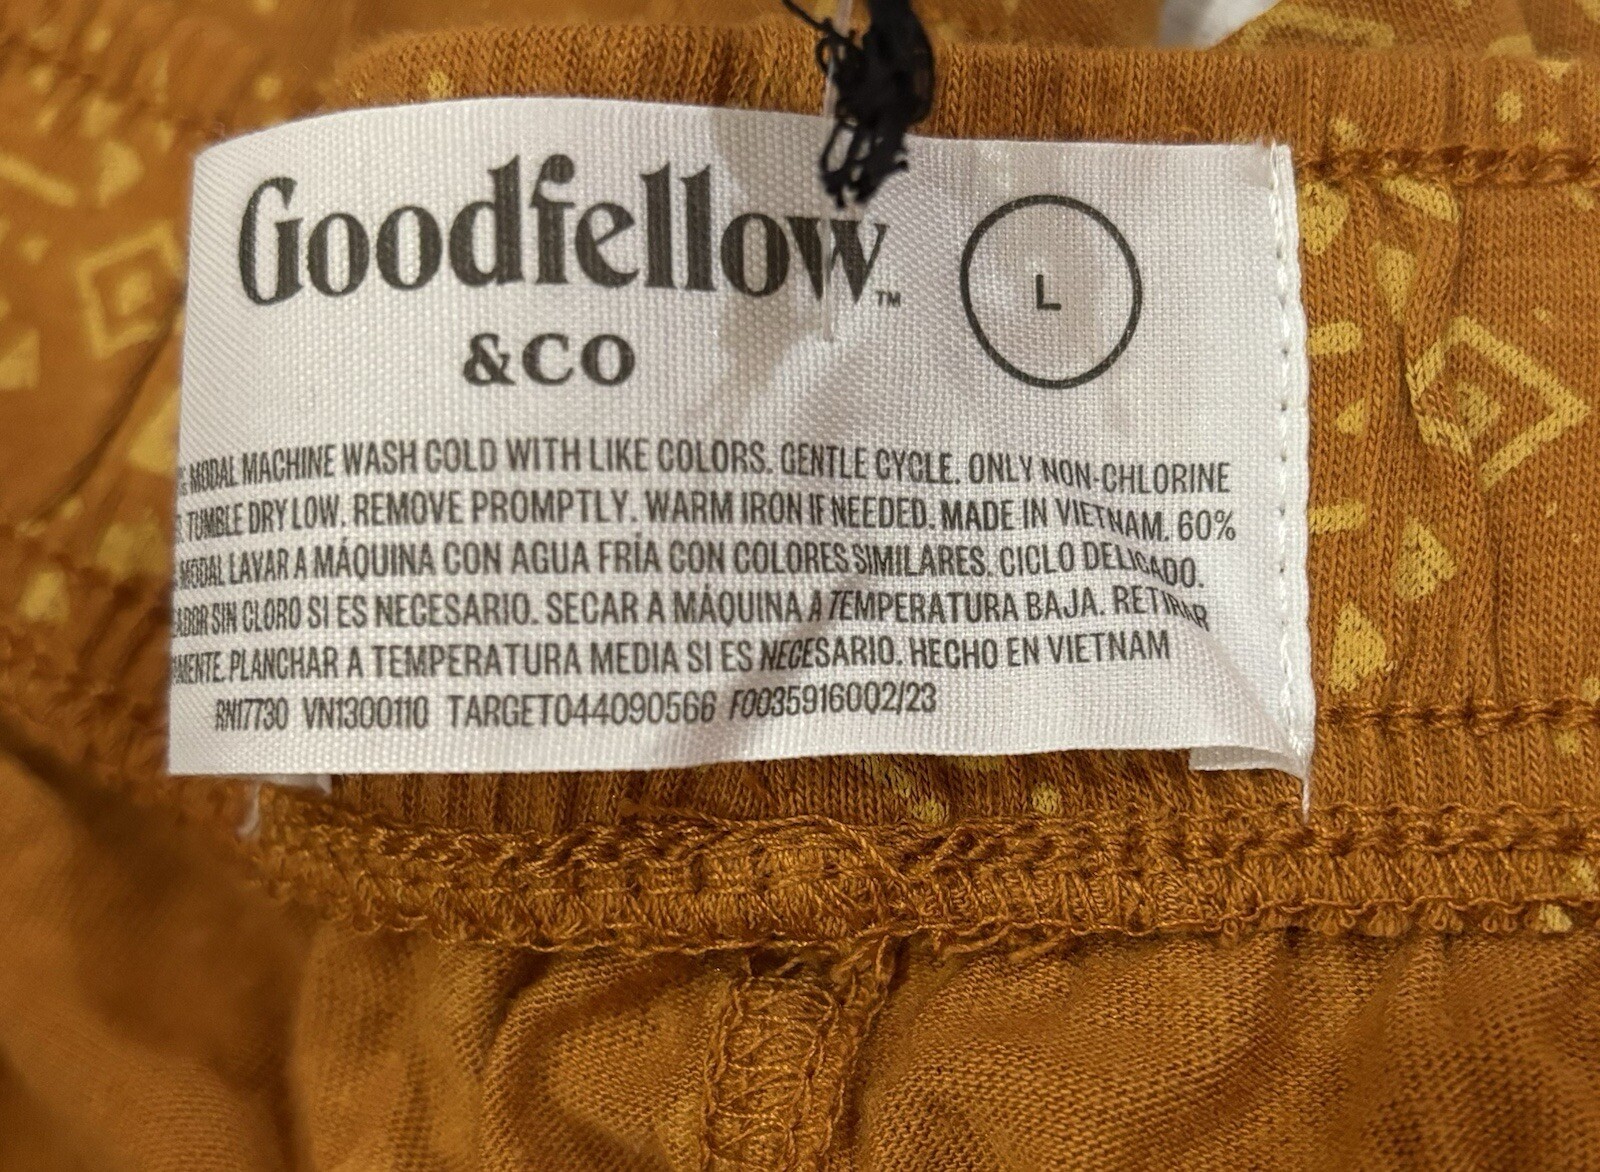 Goodfellow™
&CO
L
MODAL MACHINE WASH COLD WITH LIKE COLORS. GENTLE CYCLE. ONLY NON-CHLORINE
TUMBLE DRY LOW. REMOVE PROMPTLY. WARM IRON IF NEEDED. MADE IN VIETNAM. 60%
MODAL LAVAR A MÁQUINA CON AGUA FRÍA CON COLORES SIMILARES. CICLO DELICADO.
SIN CLORO SI ES NECESARIO. SECAR A MÁQUINA A TEMPERATURA BAJA. RETIRAR
PLANCHAR A TEMPERATURA MEDIA SI ES NECESARIO. HECHO EN VIETNAM
RN17730 VN1300110 TARGET044090566 F0035916002/23